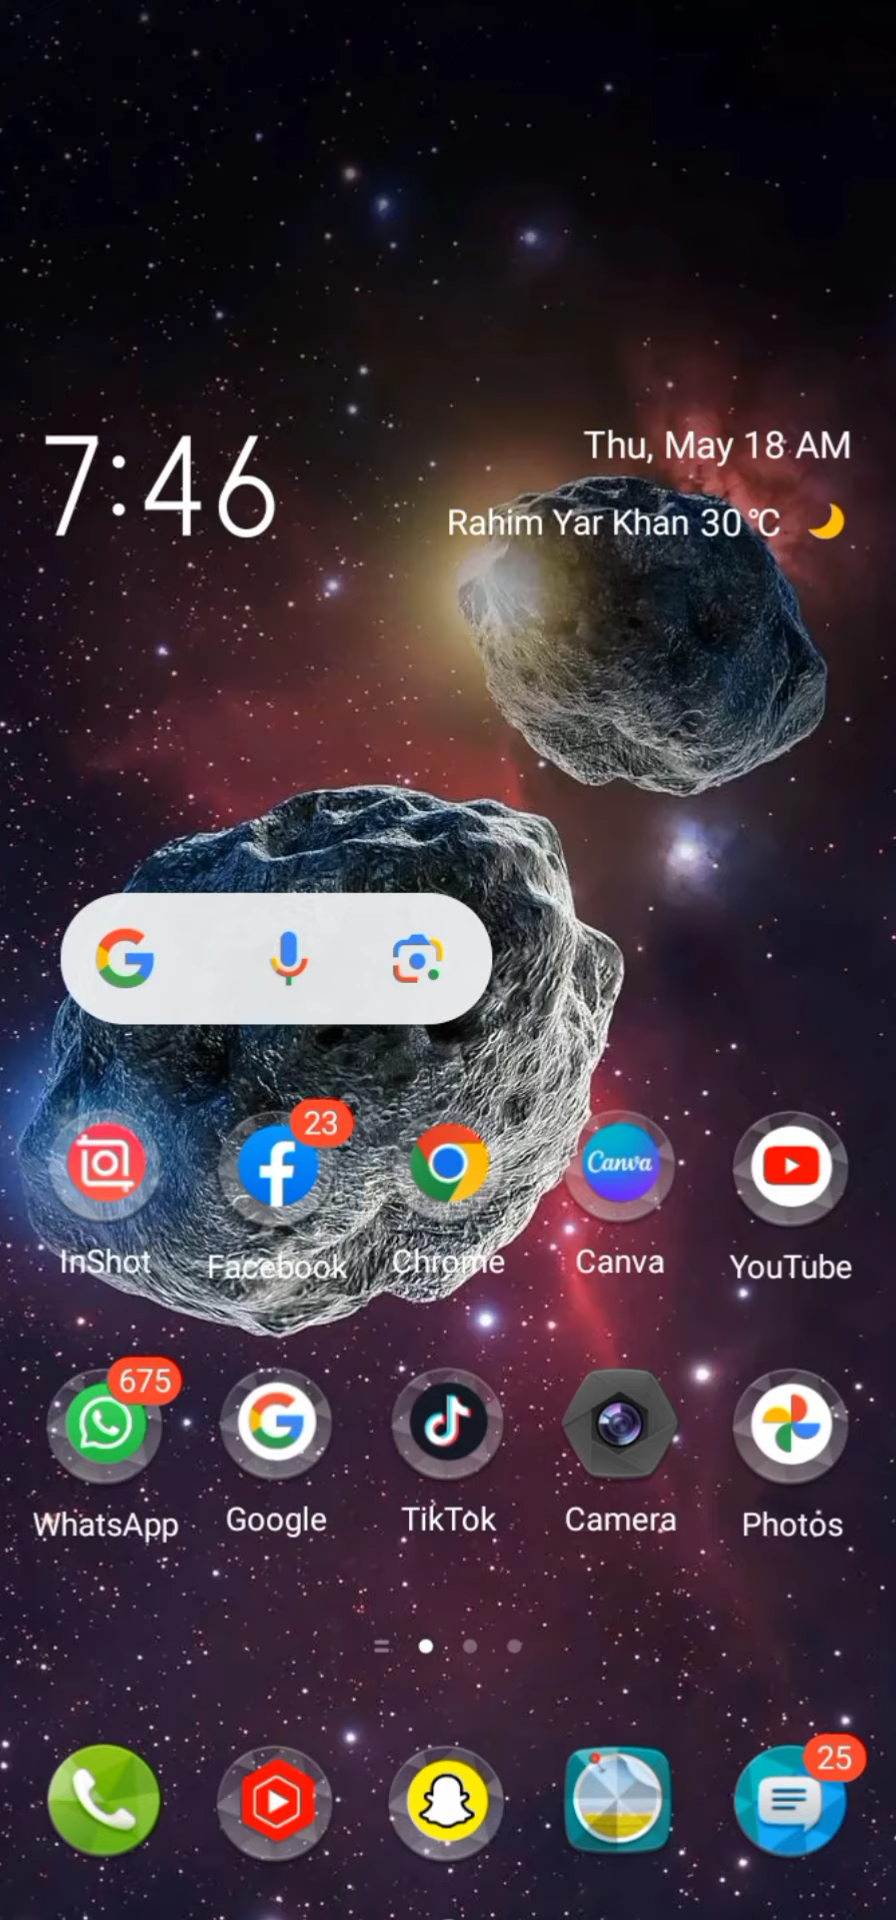 7:46
Thu, May 18 AM
Rahim Yar Khan 30 °C
23
Canva
InShot
Facebook
Chrome
Canva
YouTube
675
WhatsApp
Google
TikTok
Camera
Photos
25